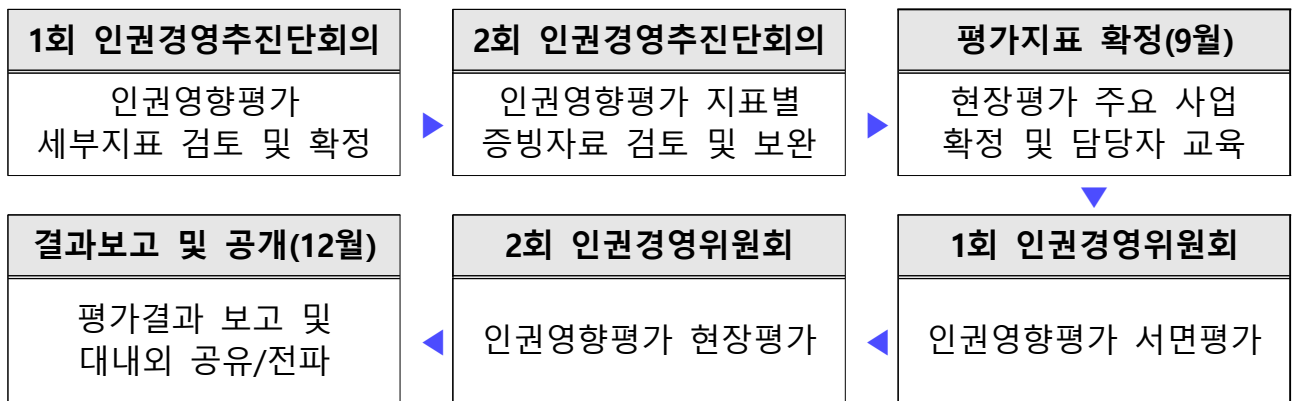 1회 인권경영추진단회의
인권영향평가
세부지표 검토 및 확정
2회 인권경영추진단회의
인권영향평가 지표별
증빙자료 검토 및 보완
평가지표 확정(9월)
현장평가 주요 사업
확정 및 담당자 교육
1회 인권경영위원회
인권영향평가 서면평가
2회 인권경영위원회
인권영향평가 현장평가
결과보고 및 공개(12월)
평가결과 보고 및
대내외 공유/전파